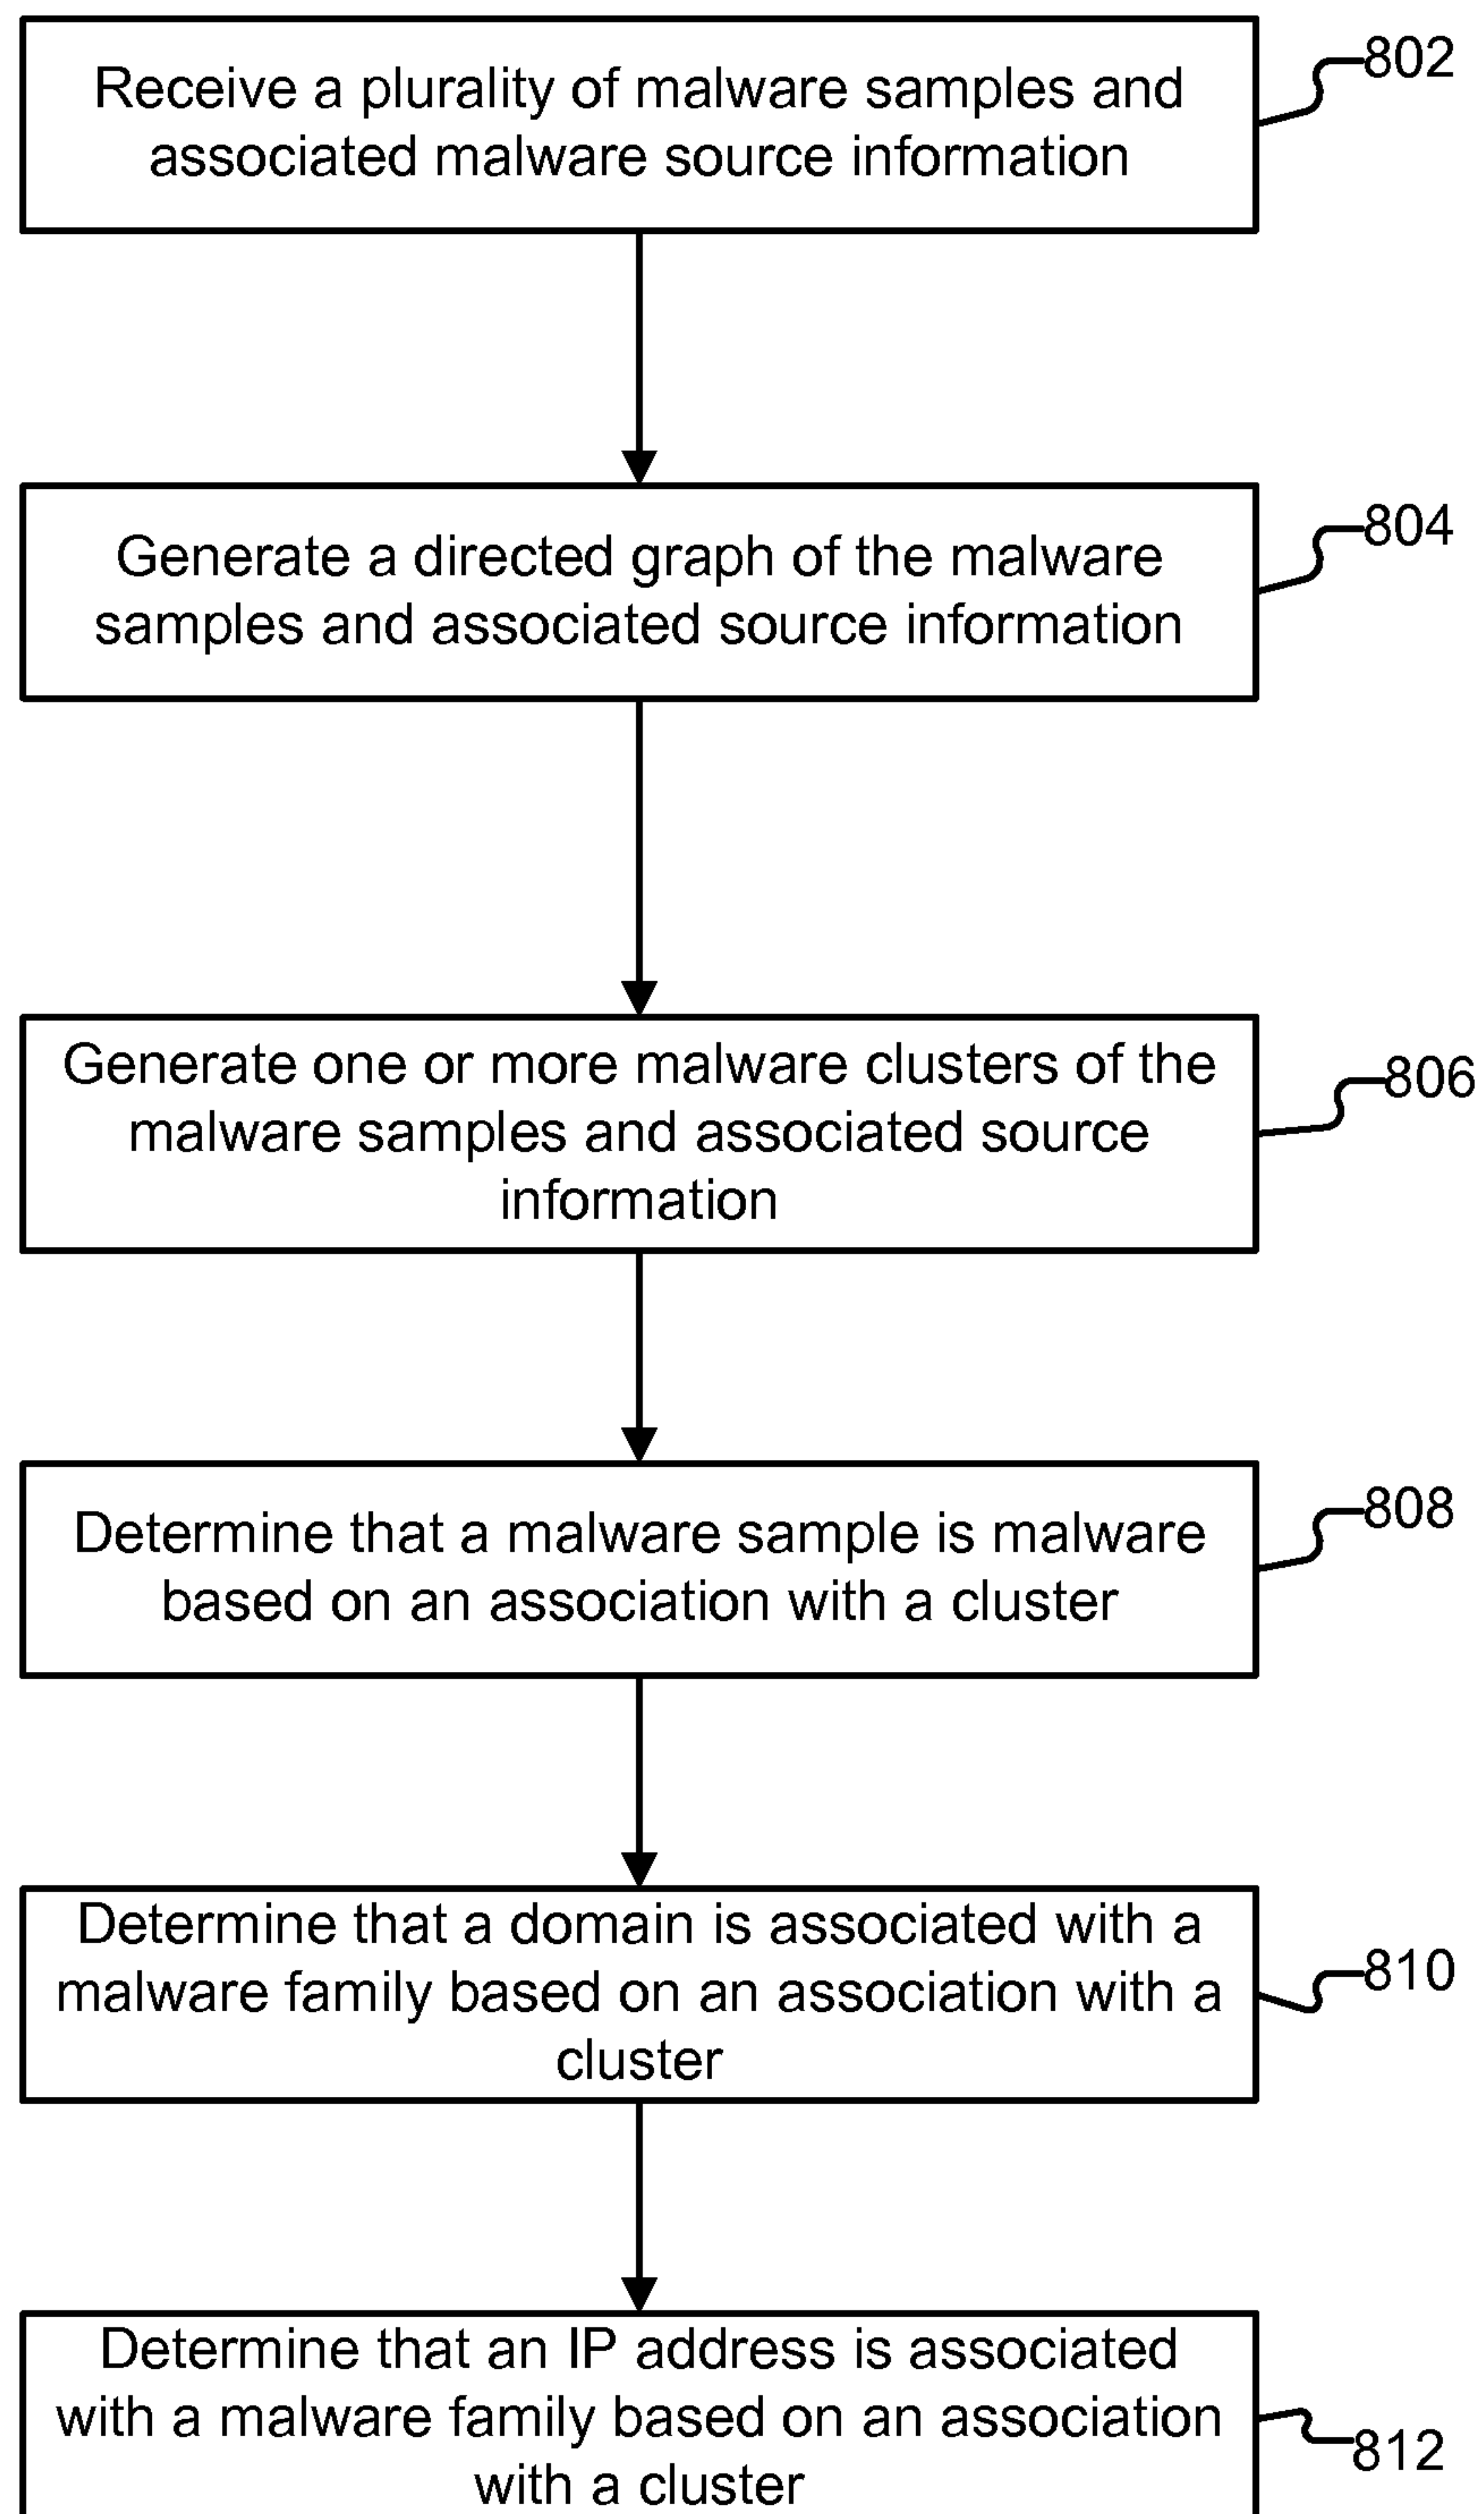 Receive a plurality of malware samples and
associated malware source information
802
Generate a directed graph of the malware
samples and associated source information
804
Generate one or more malware clusters of the
malware samples and associated source
information
806
Determine that a malware sample is malware
based on an association with a cluster
808
Determine that a domain is associated with a
malware family based on an association with a
cluster
810
Determine that an IP address is associated
with a malware family based on an association
with a cluster
812